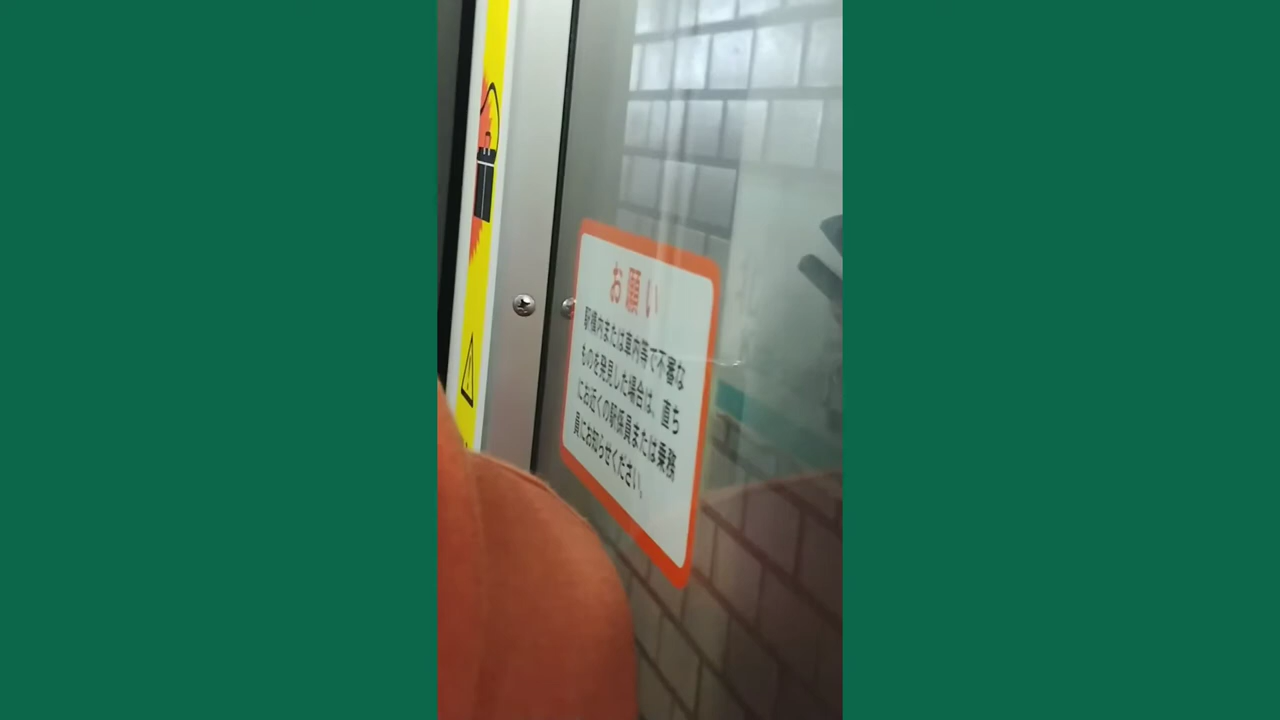 お願い
駅構内または車内等で不審な
ものを発見した場合は、直ち
にお近くの駅係員または乗務
員にお知らせください。